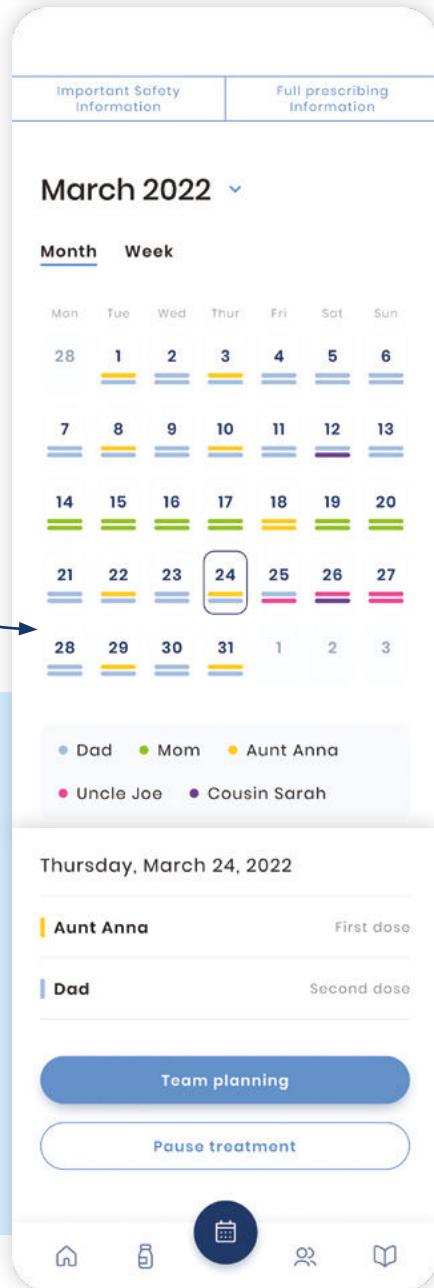 Important Safety Full prescribing
Information Information
March 2022
Month Week
Mon Tue Wed Thur Fri Sat Sun
28 1 2 3 4 5 6
7 8 9 10 11 12 13
14 15 16 17 18 19 20
21 22 23 24 25 26 27
28 29 30 31 1 2 3
Dad Mom Aunt Anna
Uncle Joe Cousin Sarah
Thursday, March 24, 2022
Aunt Anna First dose
Dad Second dose
Team planning
Pause treatment